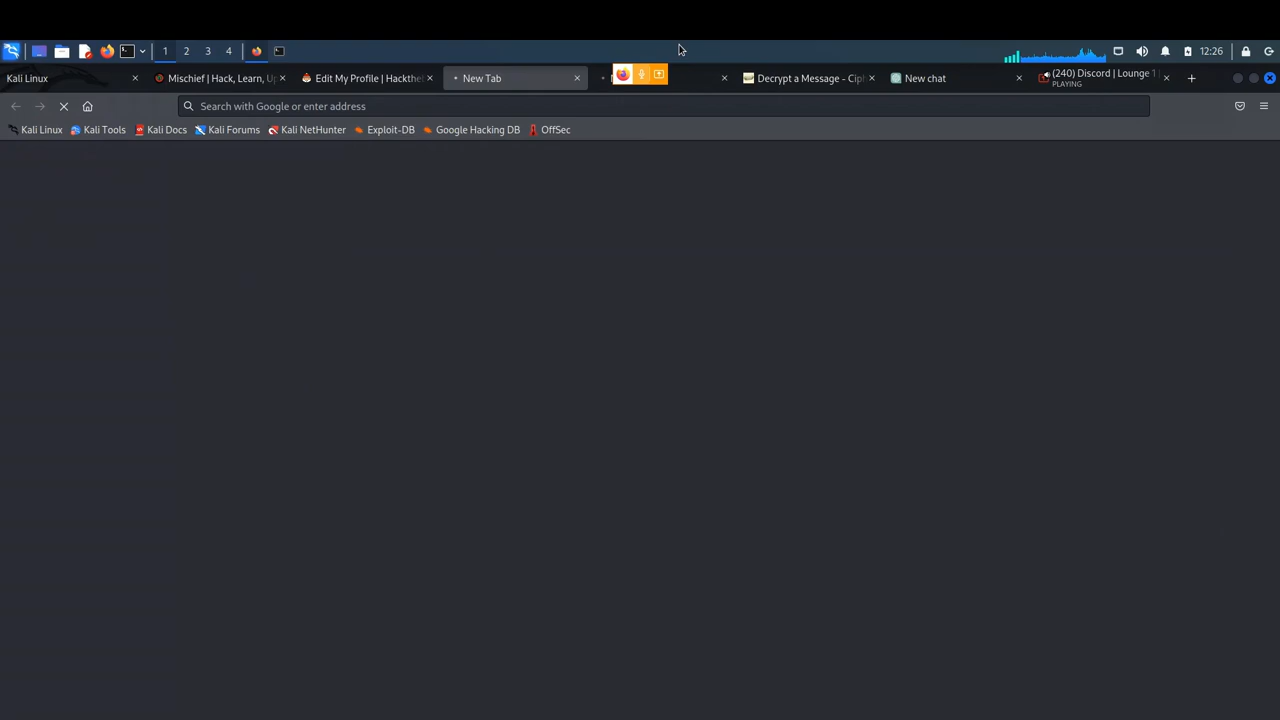 1 2 3 4 12:26
Kali Linux
Mischief | Hack, Learn, Up
Edit My Profile | Hackthe
New Tab
Decrypt a Message - Ciph
New chat
(240) Discord | Lounge 1
PLAYING
Search with Google or enter address
Kali Linux Kali Tools Kali Docs Kali Forums Kali NetHunter Exploit-DB Google Hacking DB OffSec